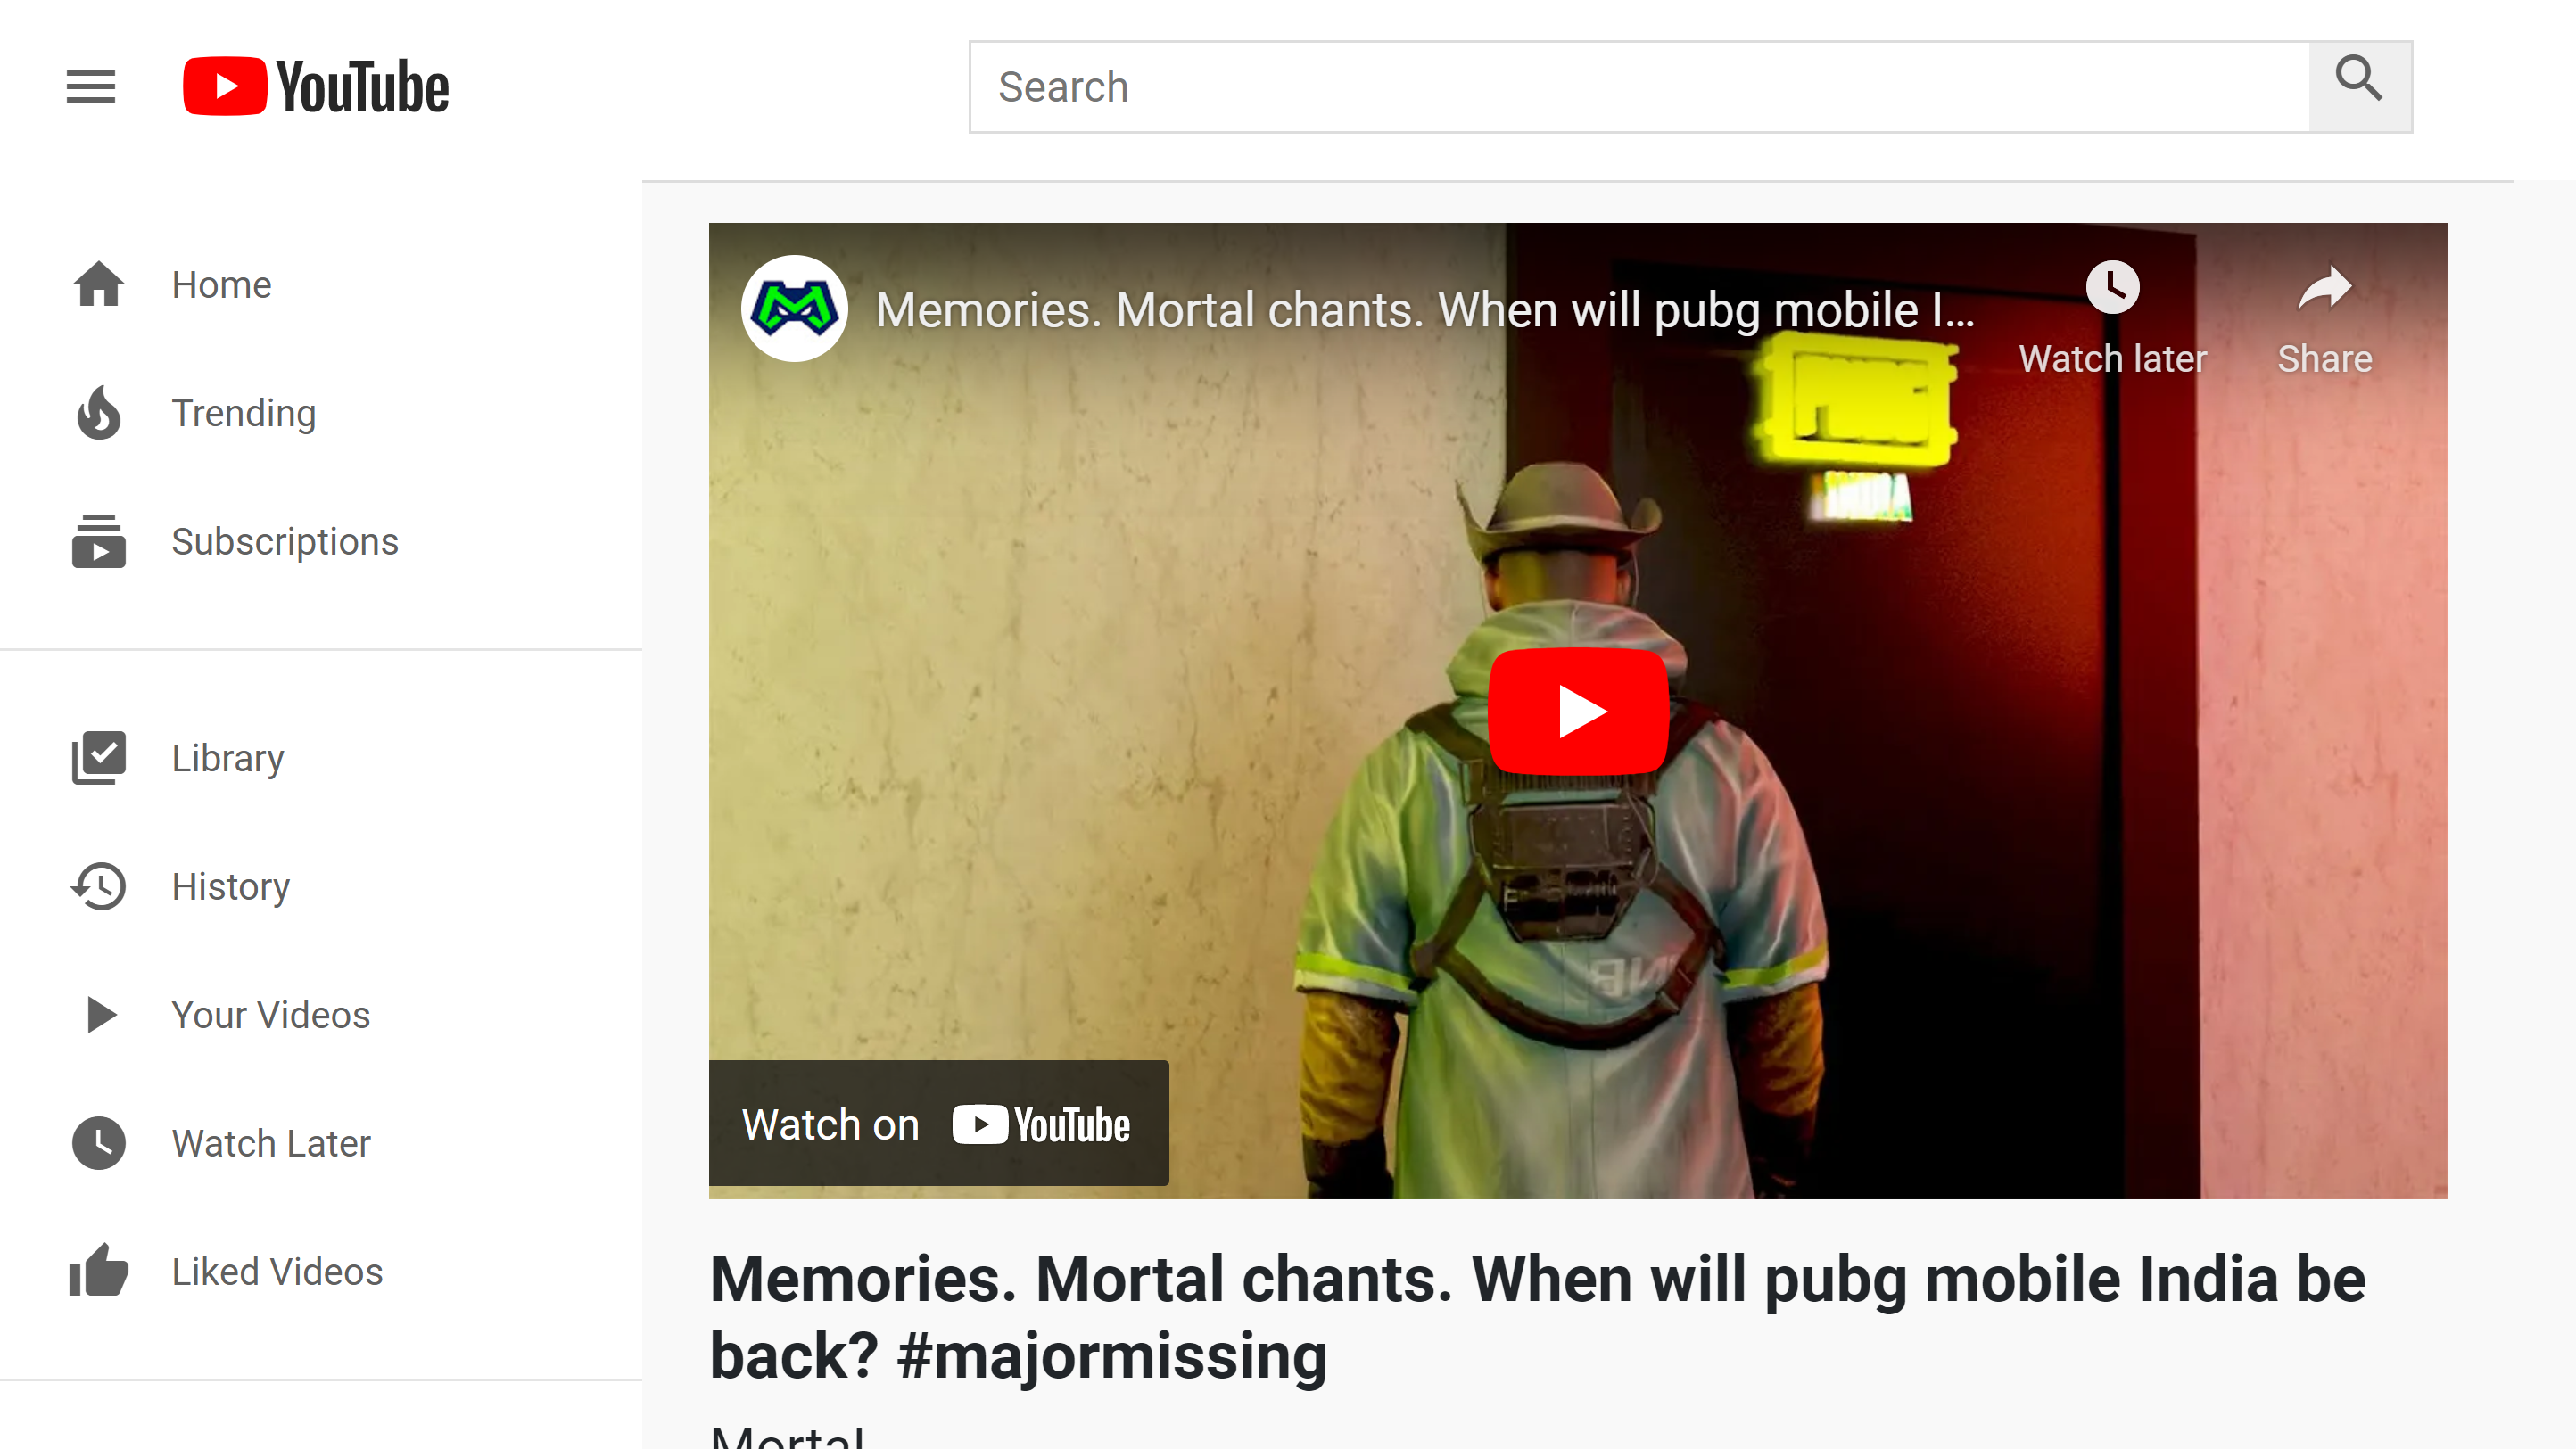 YouTube
Search
Home
Trending
Subscriptions
Library
History
Your Videos
Watch Later
Liked Videos
Memories. Mortal chants. When will pubg mobile I...
Watch later
Share
Watch on YouTube
Memories. Mortal chants. When will pubg mobile India be
back? #majormissing
Mortal